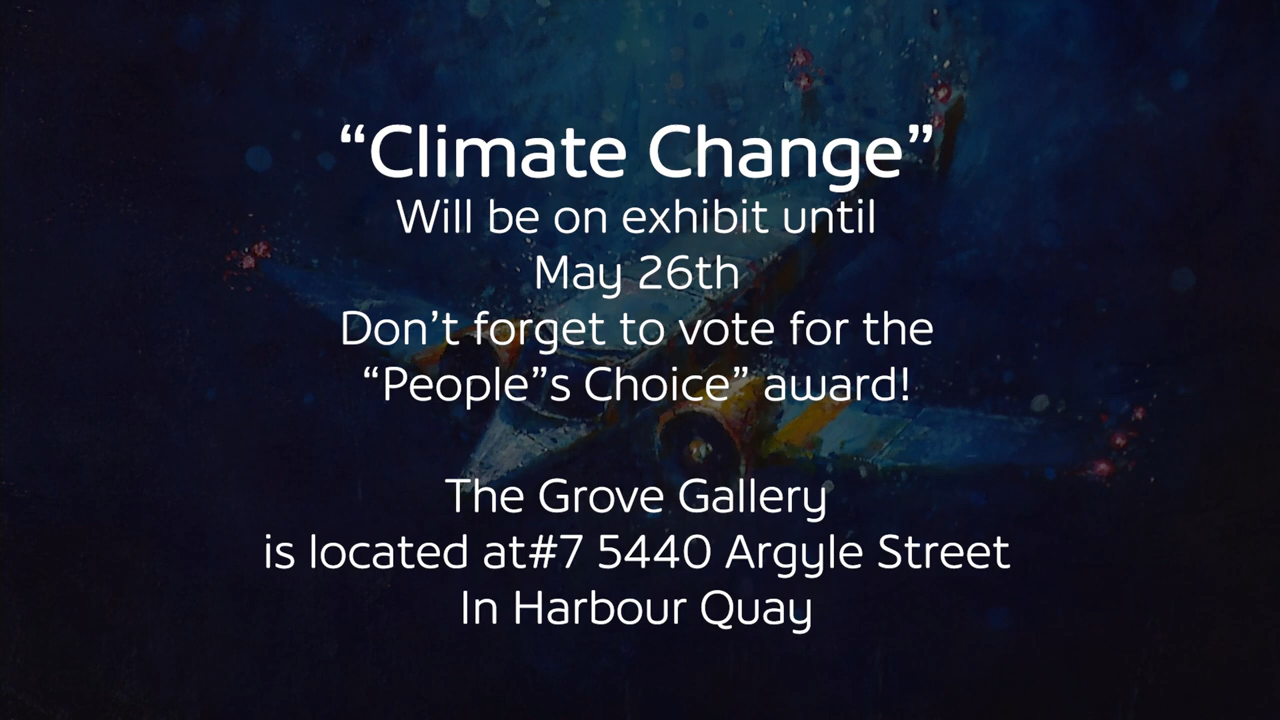 “Climate Change”
Will be on exhibit until
May 26th
Don’t forget to vote for the
“People”s Choice” award!
The Grove Gallery
is located at#7 5440 Argyle Street
In Harbour Quay